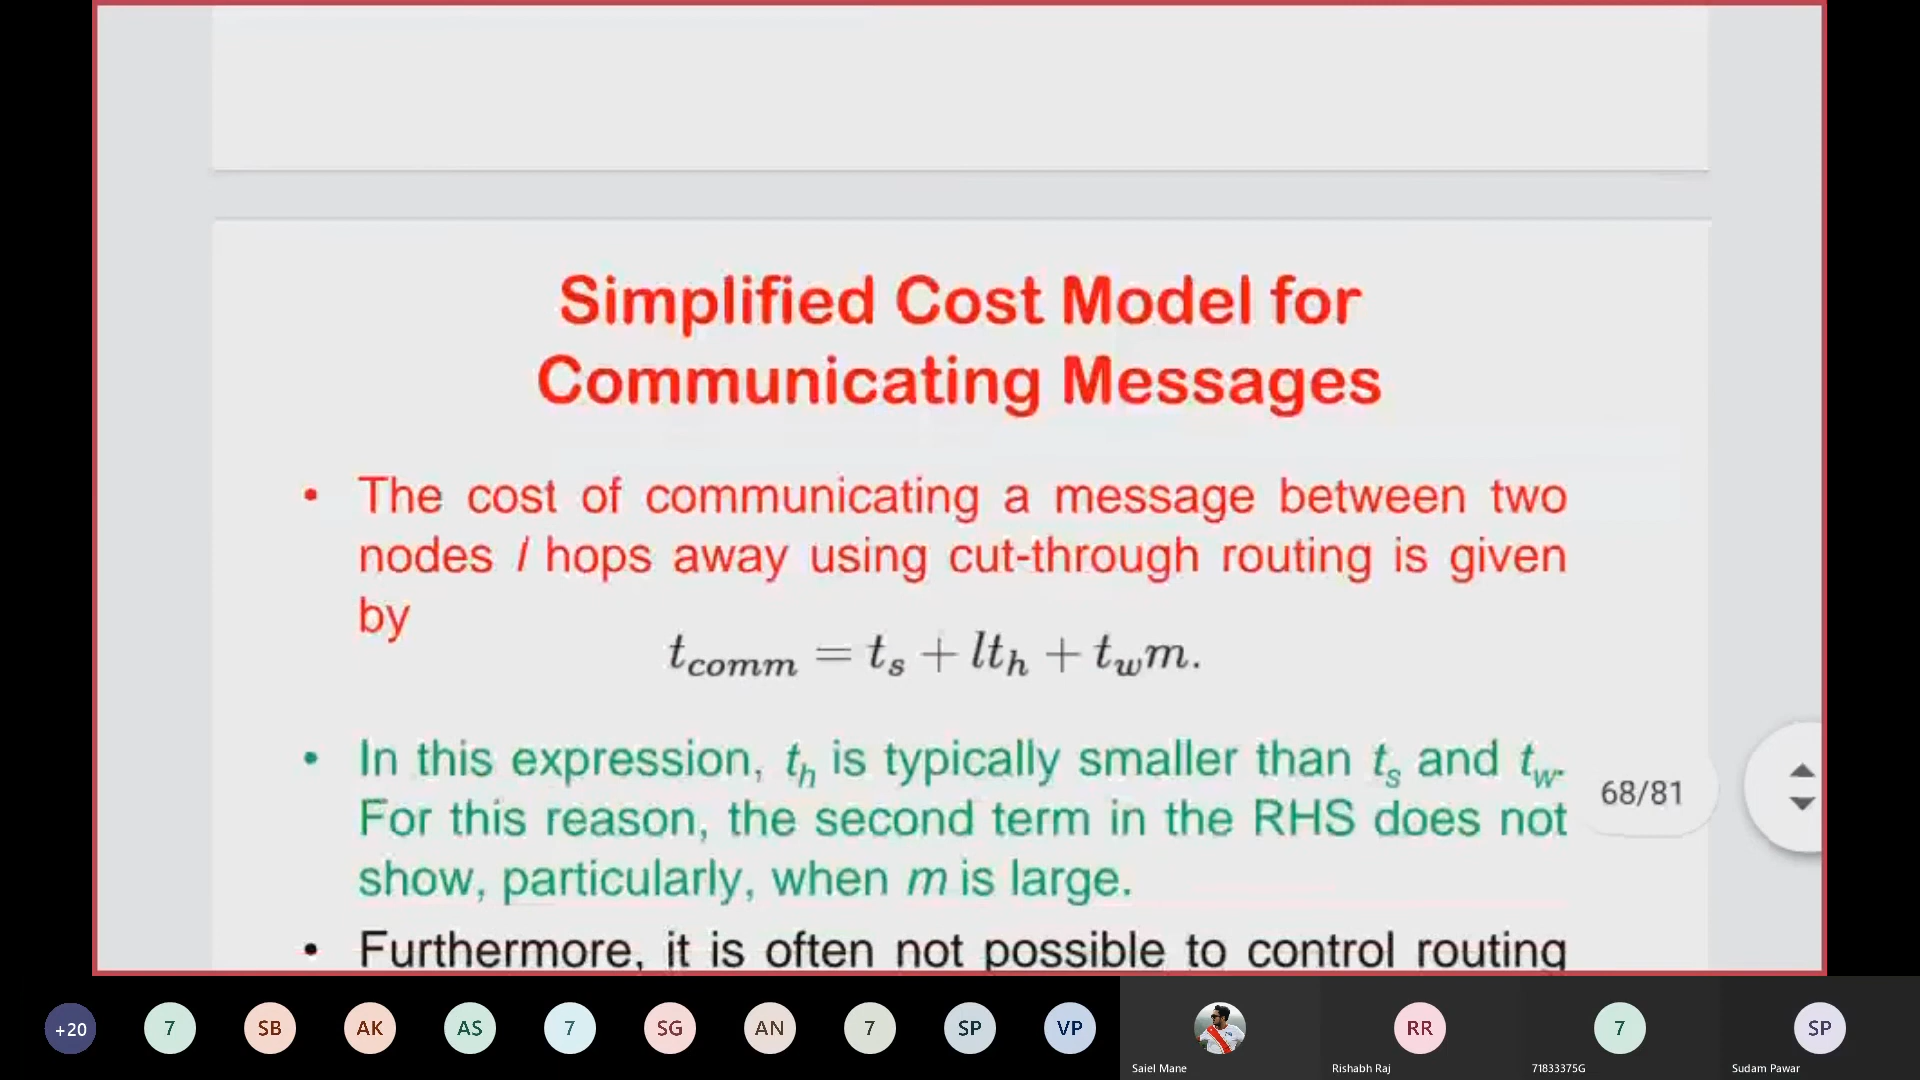 Simplified Cost Model for
Communicating Messages
• The cost of communicating a message between two
nodes l hops away using cut-through routing is given
by
t_comm = t_s + lt_h + t_w m.
• In this expression, t_h is typically smaller than t_s and t_w.
For this reason, the second term in the RHS does not
show, particularly, when m is large.
• Furthermore, it is often not possible to control routing
68/81
+20
7
SB
AK
AS
7
SG
AN
7
SP
VP
RR
7
SP
Saiel Mane
Rishabh Raj
71833375G
Sudam Pawar